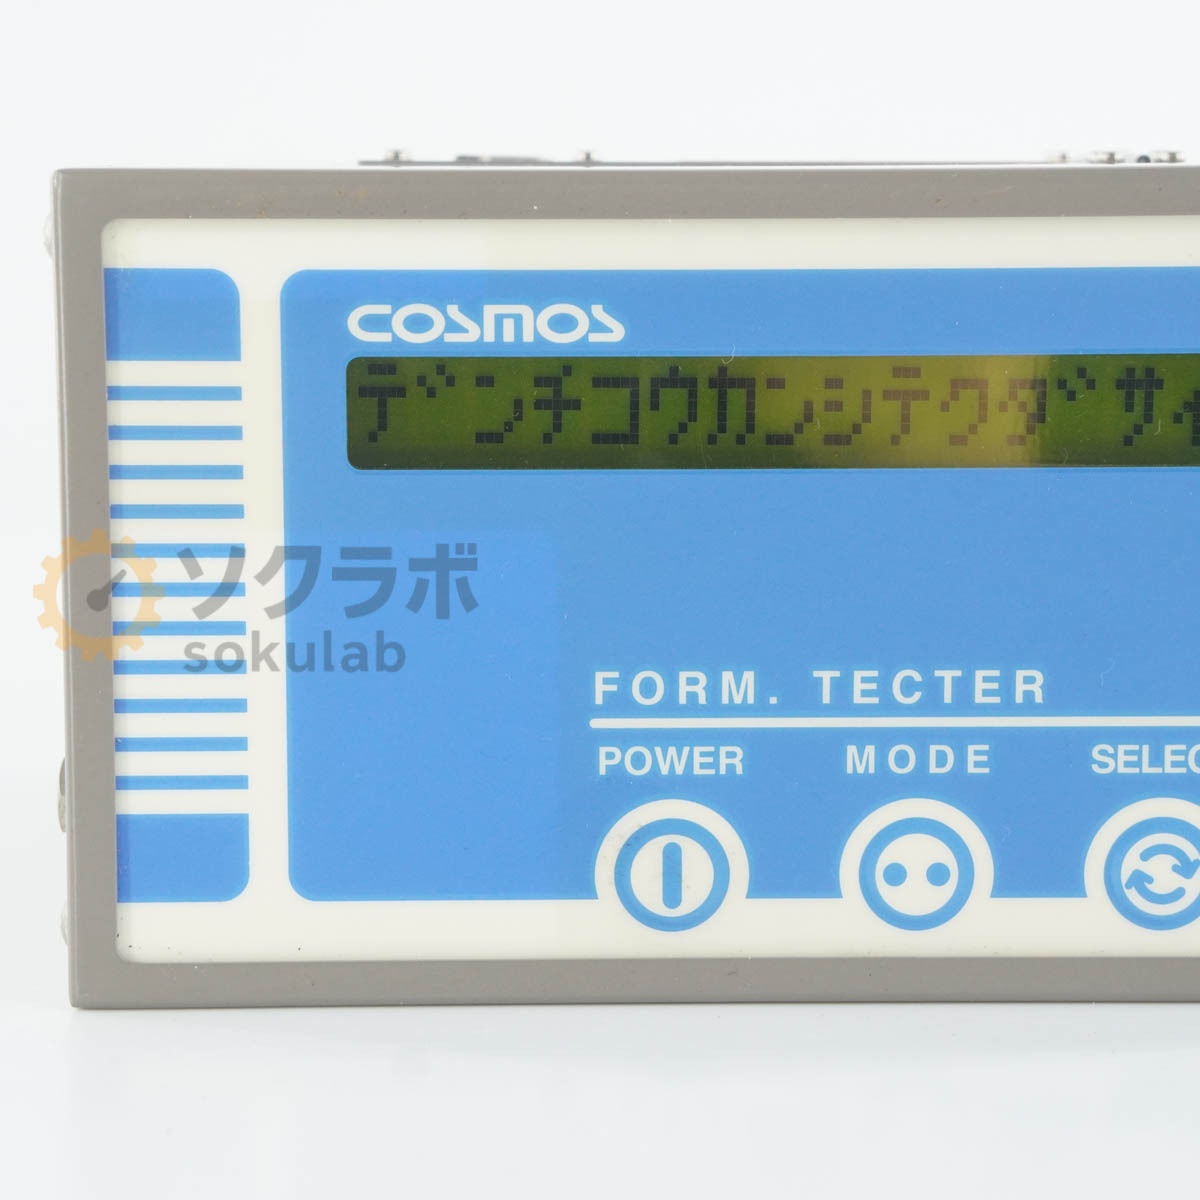 COSMOS
デンチコウカンシテクダサイ
ソクラボ
sokulab
FORM. TECTER
POWER MODE SELEC